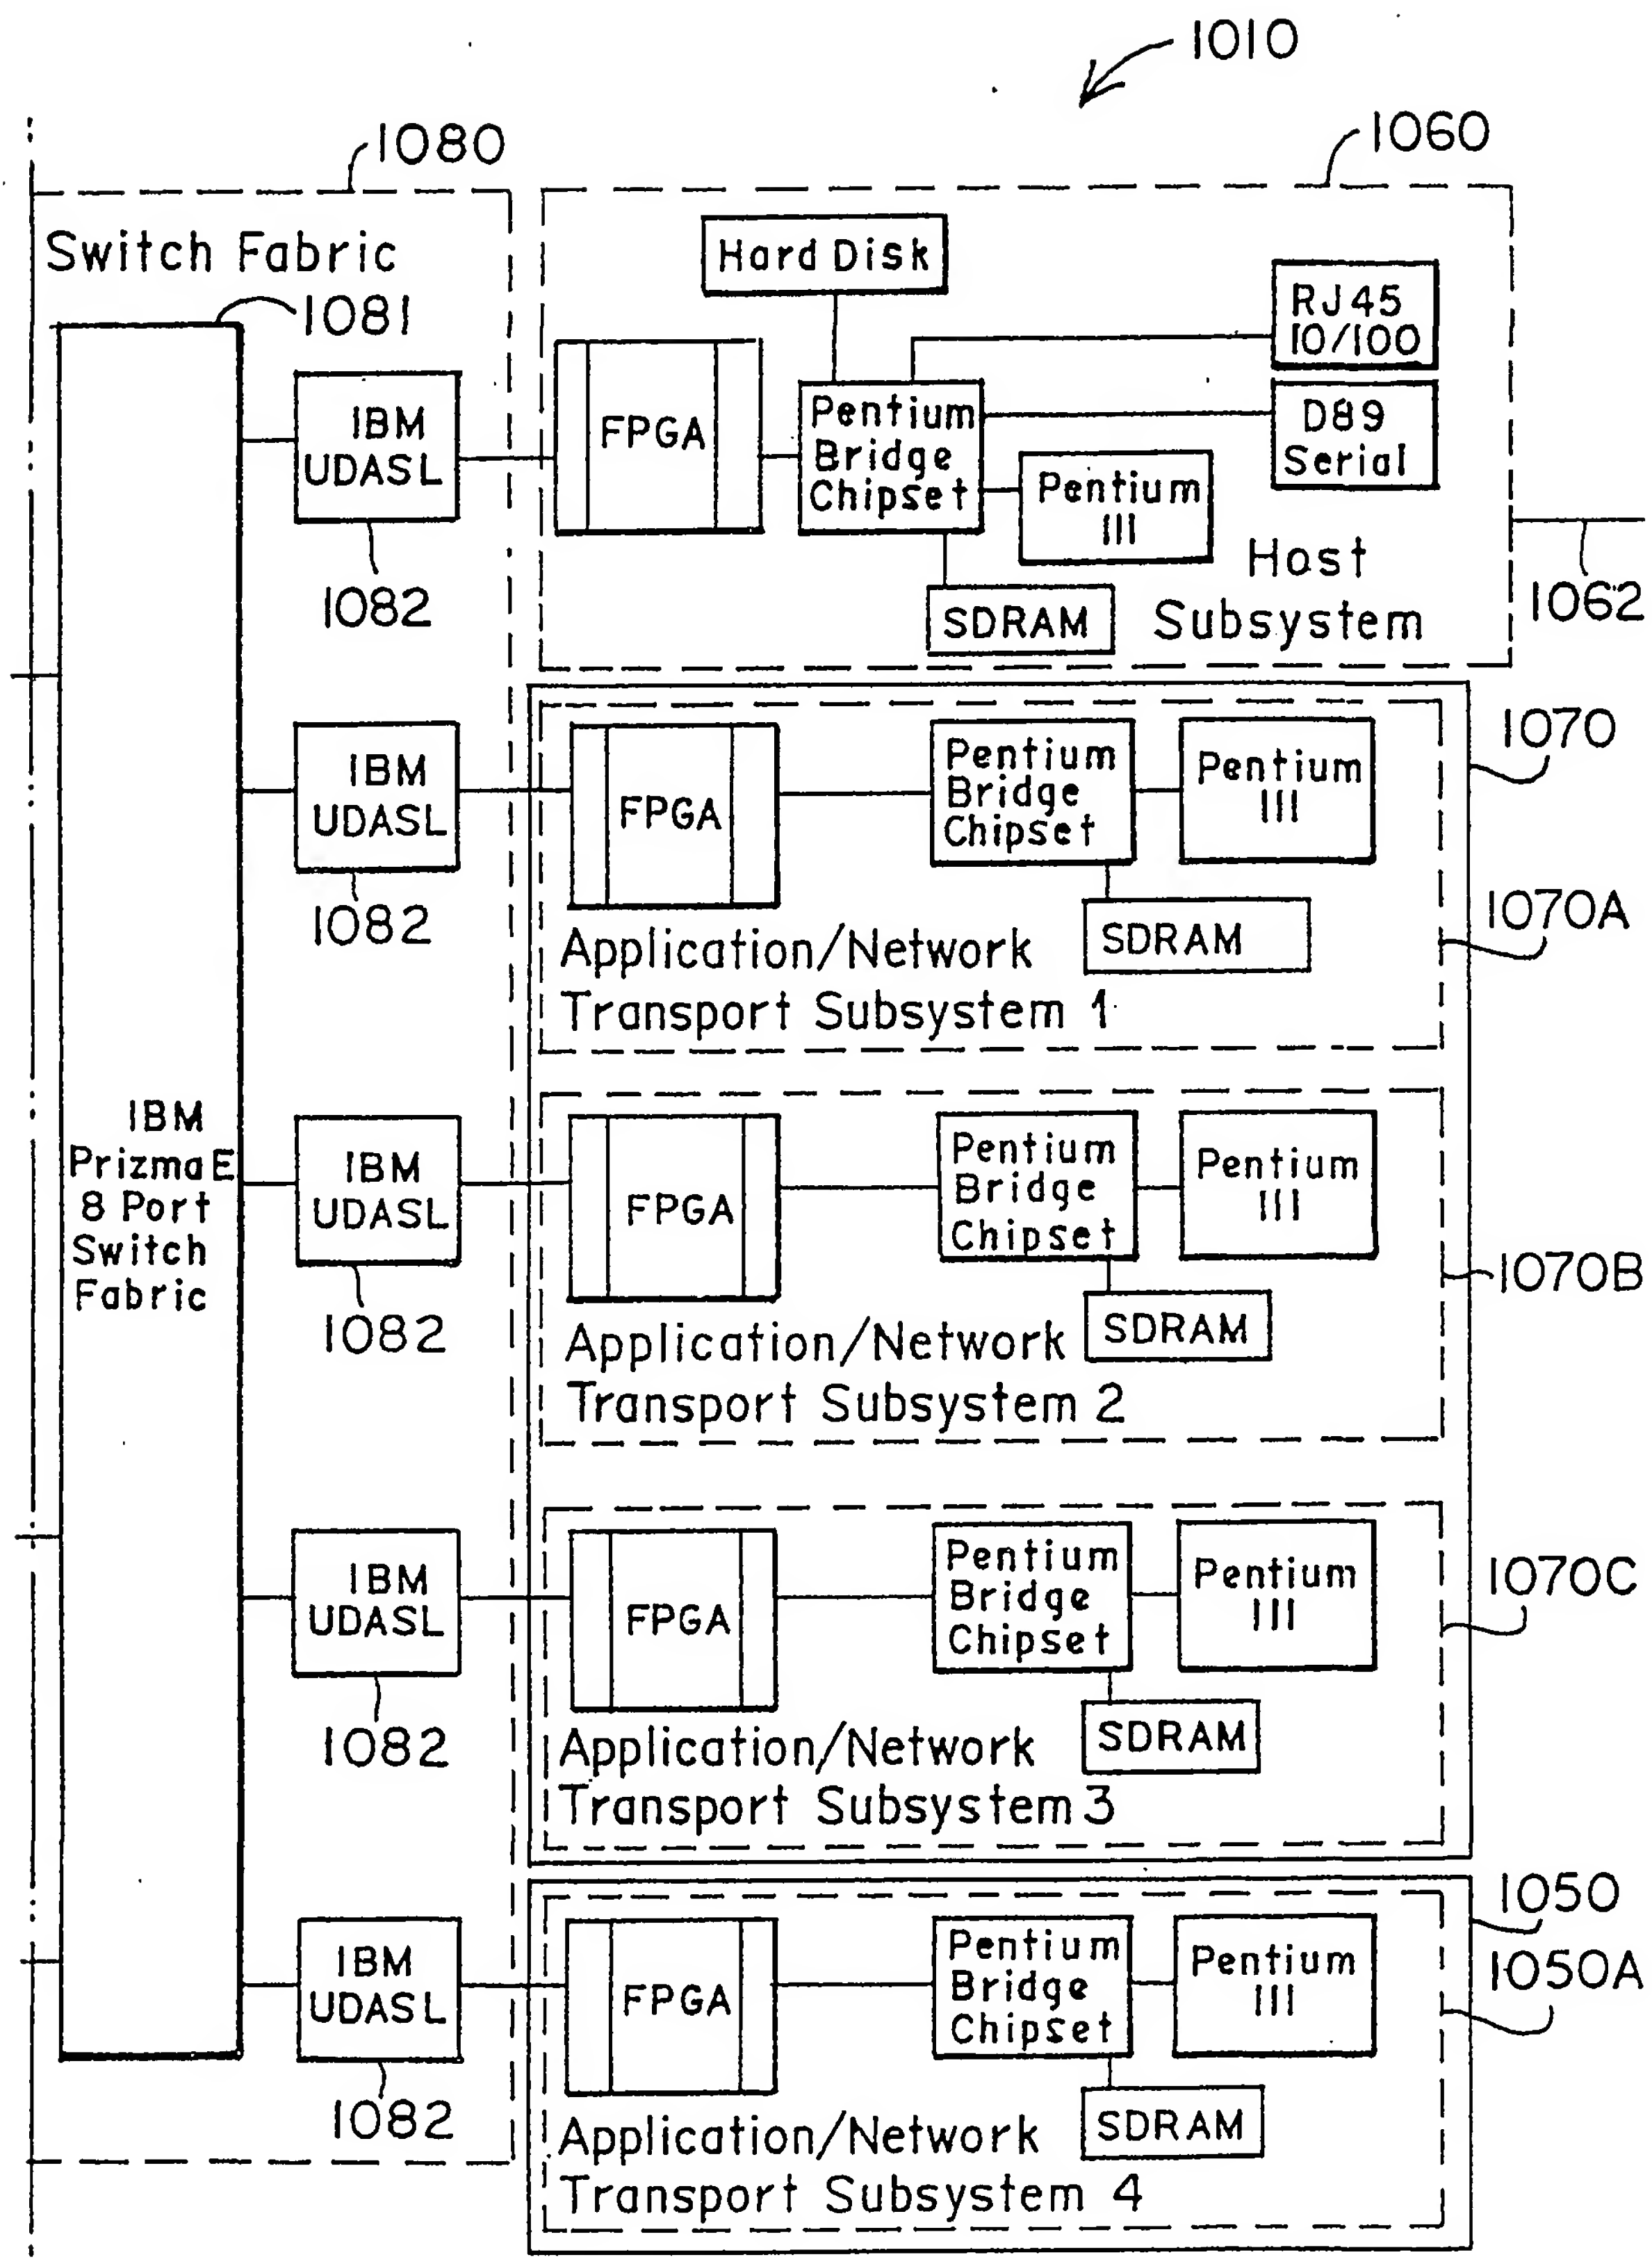 1010
1080
1060
Switch Fabric
1081
Hard Disk
RJ45
10/100
IBM
UDASL
FPGA
Pentium
Bridge
Chipset
D89
Serial
Pentium
III
Host
Subsystem
1082
SDRAM
1062
1070
IBM
UDASL
FPGA
Pentium
Bridge
Chipset
Pentium
III
1082
1070A
SDRAM
Application/Network
Transport Subsystem 1
IBM
PrizmaE
8 Port
Switch
Fabric
IBM
UDASL
FPGA
Pentium
Bridge
Chipset
Pentium
III
1070B
1082
SDRAM
Application/Network
Transport Subsystem 2
IBM
UDASL
FPGA
Pentium
Bridge
Chipset
Pentium
III
1070C
1082
SDRAM
Application/Network
Transport Subsystem 3
1050
IBM
UDASL
FPGA
Pentium
Bridge
Chipset
Pentium
III
1050A
1082
SDRAM
Application/Network
Transport Subsystem 4